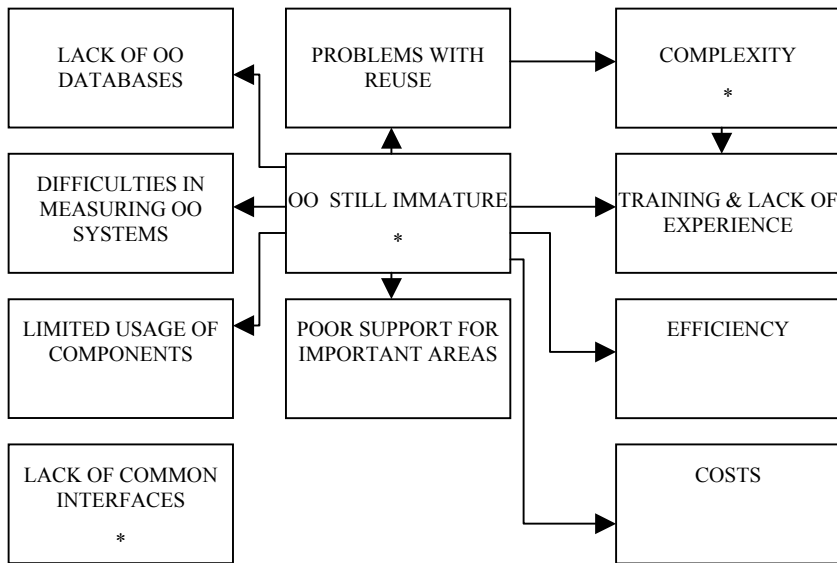 LACK OF OO
DATABASES
PROBLEMS WITH
REUSE
COMPLEXITY
*
DIFFICULTIES IN
MEASURING OO
SYSTEMS
OO STILL IMMATURE
*
TRAINING & LACK OF
EXPERIENCE
LIMITED USAGE OF
COMPONENTS
POOR SUPPORT FOR
IMPORTANT AREAS
EFFICIENCY
LACK OF COMMON
INTERFACES
*
COSTS